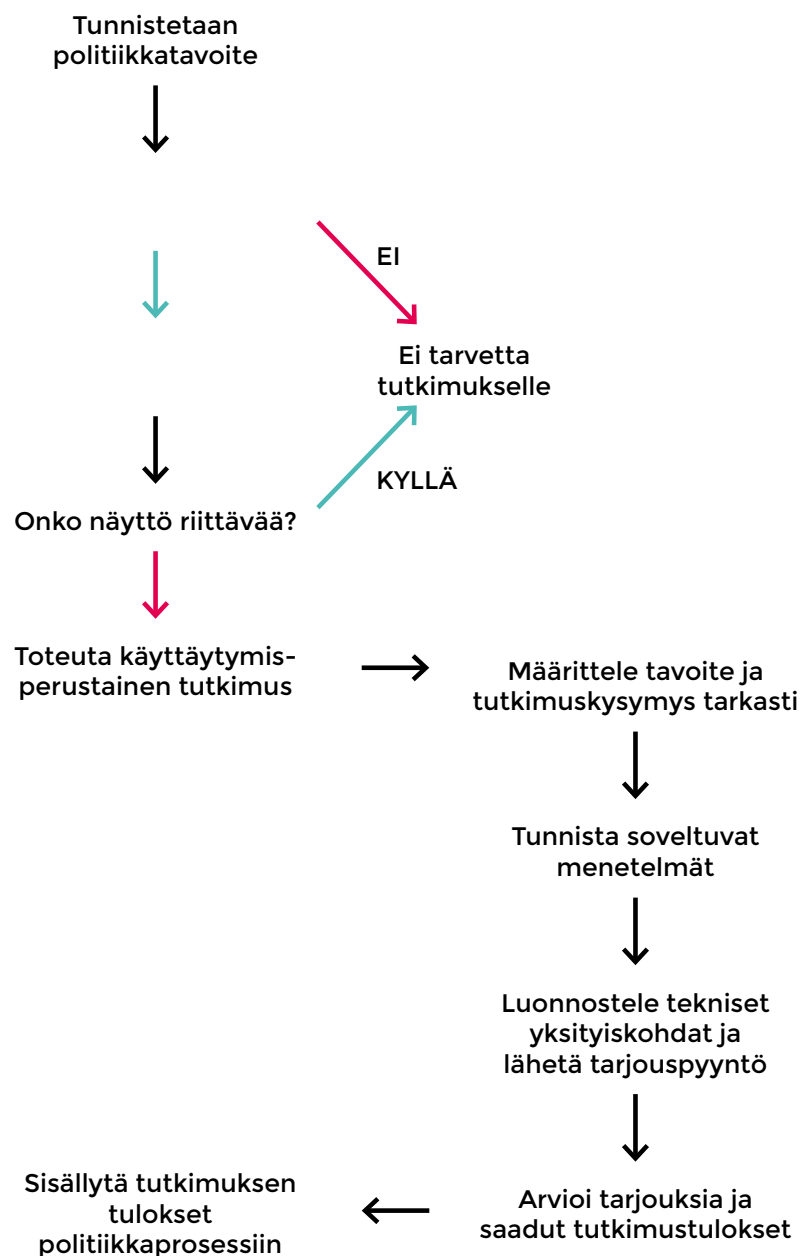 Tunnistetaan
politiikkatavoite
EI
Ei tarvetta
tutkimukselle
KYLLÄ
Onko näyttö riittävää?
Toteuta käyttäytymis-
perustainen tutkimus
Määrittele tavoite ja
tutkimuskysymys tarkasti
Tunnista soveltuvat
menetelmät
Luonnostele tekniset
yksityiskohdat ja
lähetä tarjouspyyntö
Arvioi tarjouksia ja
saadut tutkimustulokset
Sisällytä tutkimuksen
tulokset
politiikkaprosessiin